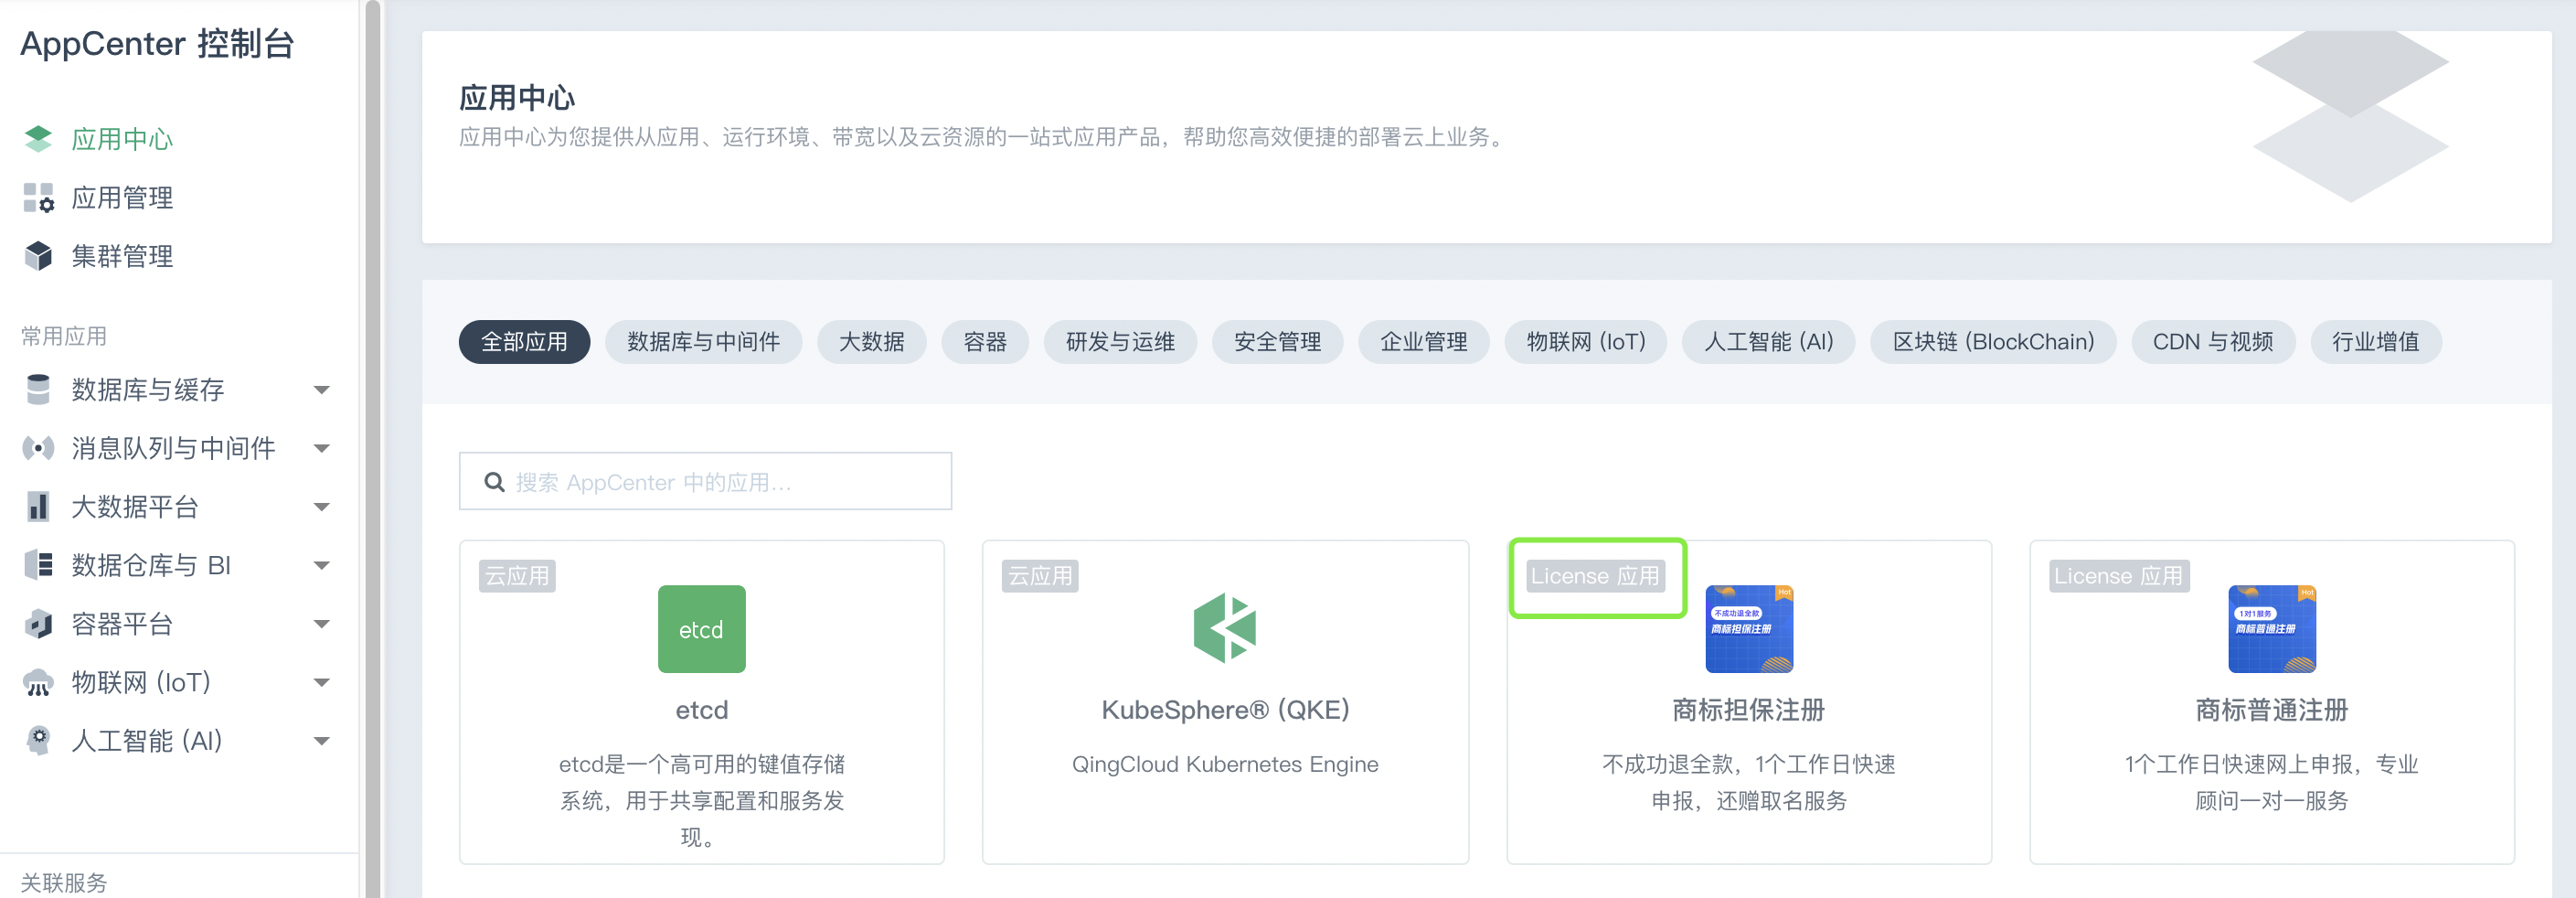 AppCenter 控制台
应用中心
应用管理
集群管理
常用应用
数据库与缓存
消息队列与中间件
大数据平台
数据仓库与 BI
容器平台
物联网 (IoT)
人工智能 (AI)
关联服务
应用中心
应用中心为您提供从应用、运行环境、带宽以及云资源的一站式应用产品，帮助您高效便捷的部署云上业务。
全部应用
数据库与中间件
大数据
容器
研发与运维
安全管理
企业管理
物联网 (IoT)
人工智能 (AI)
区块链 (BlockChain)
CDN 与视频
行业增值
搜索 AppCenter 中的应用...
云应用
etcd
etcd
etcd是一个高可用的键值存储
系统，用于共享配置和服务发
现。
云应用
KubeSphere® (QKE)
QingCloud Kubernetes Engine
License 应用
Hot
不成功退全款
商标担保注册
商标担保注册
不成功退全款，1个工作日快速
申报，还赠取名服务
License 应用
Hot
1对1服务
商标普通注册
商标普通注册
1个工作日快速网上申报，专业
顾问一对一服务